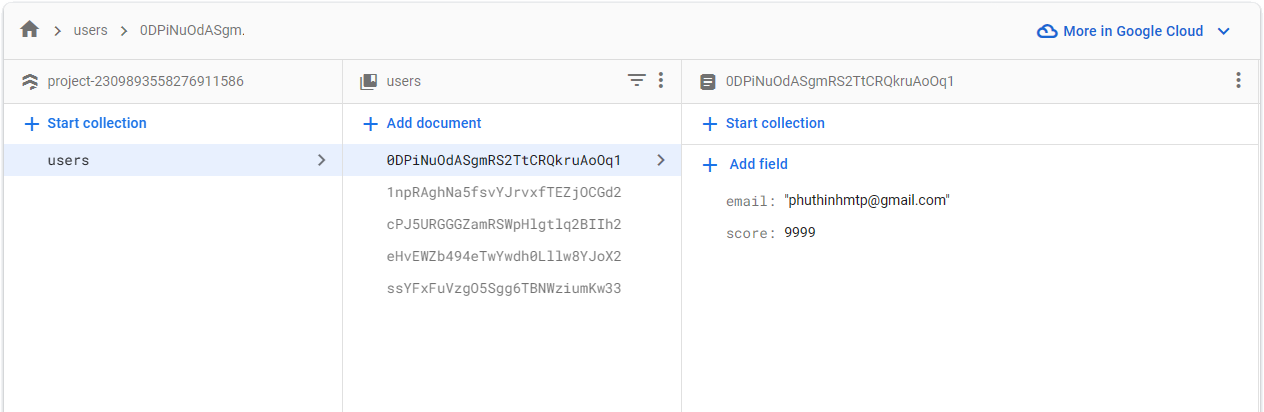 users
0DPiNuOdASgm.
More in Google Cloud
project-2309893558276911586
users
0DPiNuOdASgmRS2TtCRQkruAoOq1
Start collection
Add document
Start collection
users
0DPiNuOdASgmRS2TtCRQkruAoOq1
1npRAghNa5fsvYJrvxfTEZjOCGd2
cPJ5URGGGZamRSWpHlgtlq2BIIh2
eHvEWZb494eTwYwdh0Lllw8YJoX2
ssYFxFuVzgO5Sgg6TBNWziumKw33
Add field
email: "phuthinhmtp@gmail.com"
score: 9999